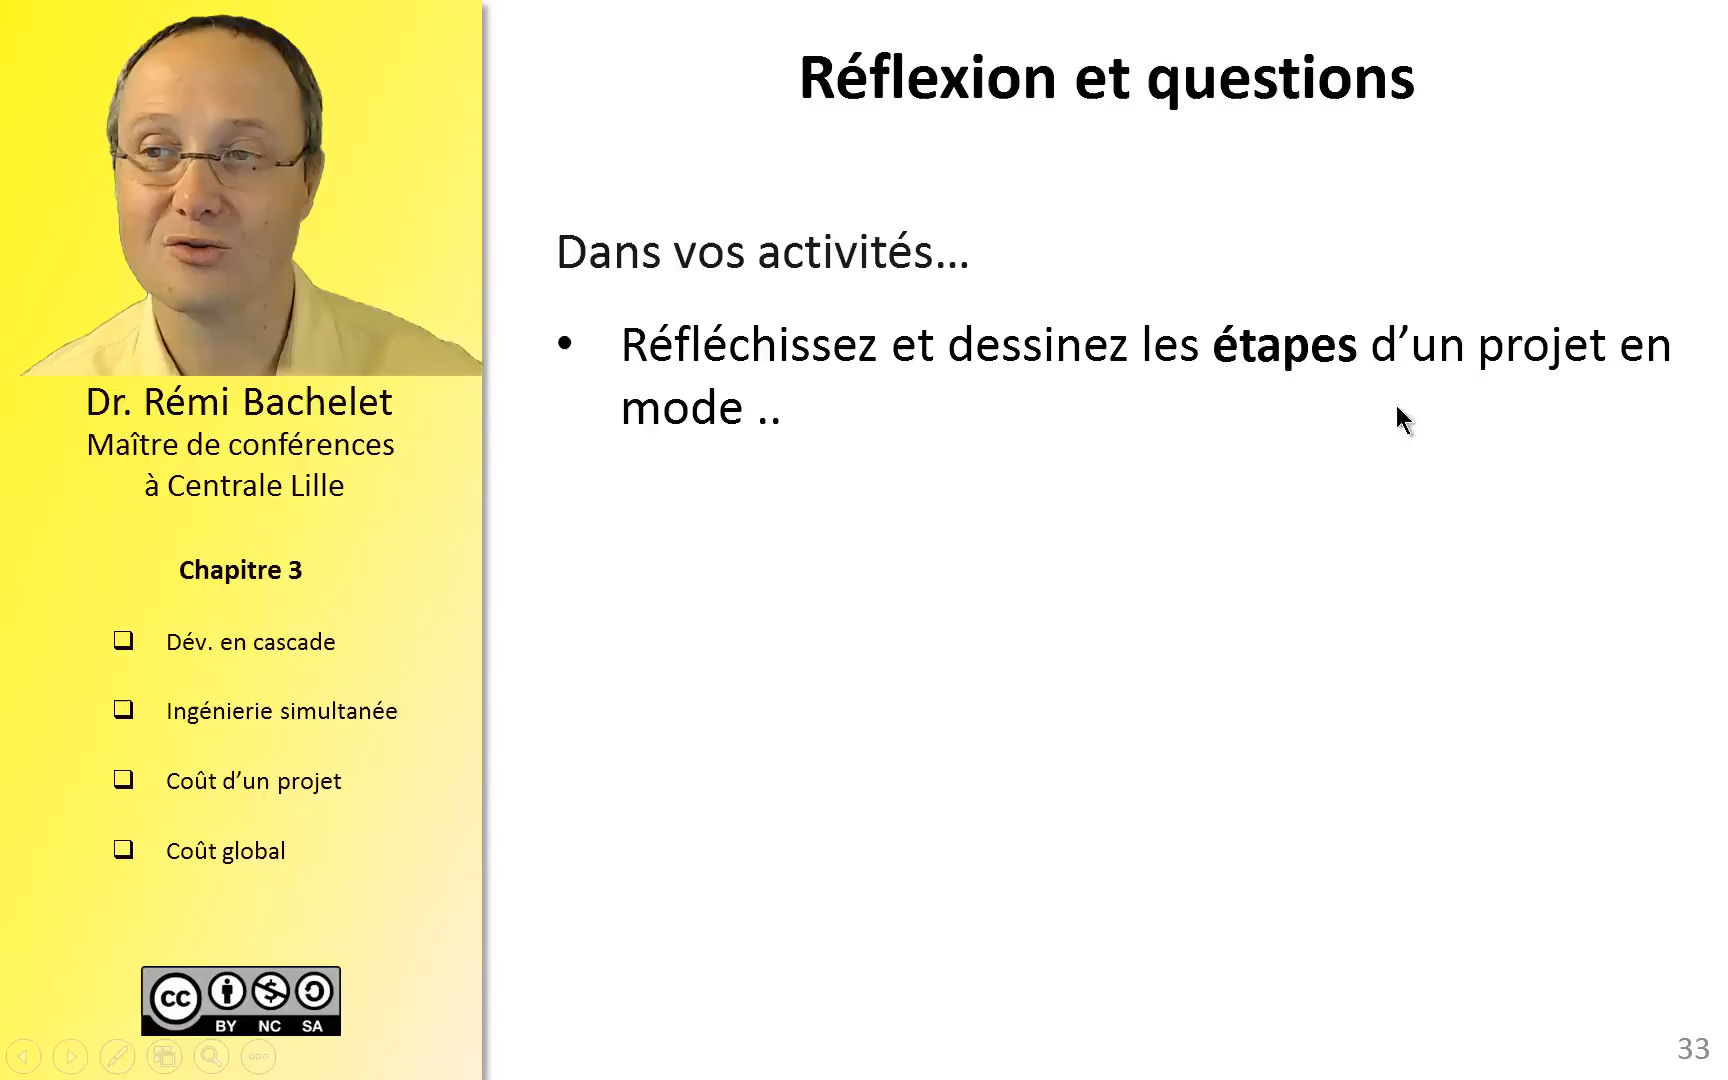 Réflexion et questions
Dans vos activités...
• Réfléchissez et dessinez les étapes d’un projet en
mode ..
Dr. Rémi Bachelet
Maître de conférences
à Centrale Lille
Chapitre 3
❑ Dév. en cascade
❑ Ingénierie simultanée
❑ Coût d’un projet
❑ Coût global
cc
BY NC SA
33